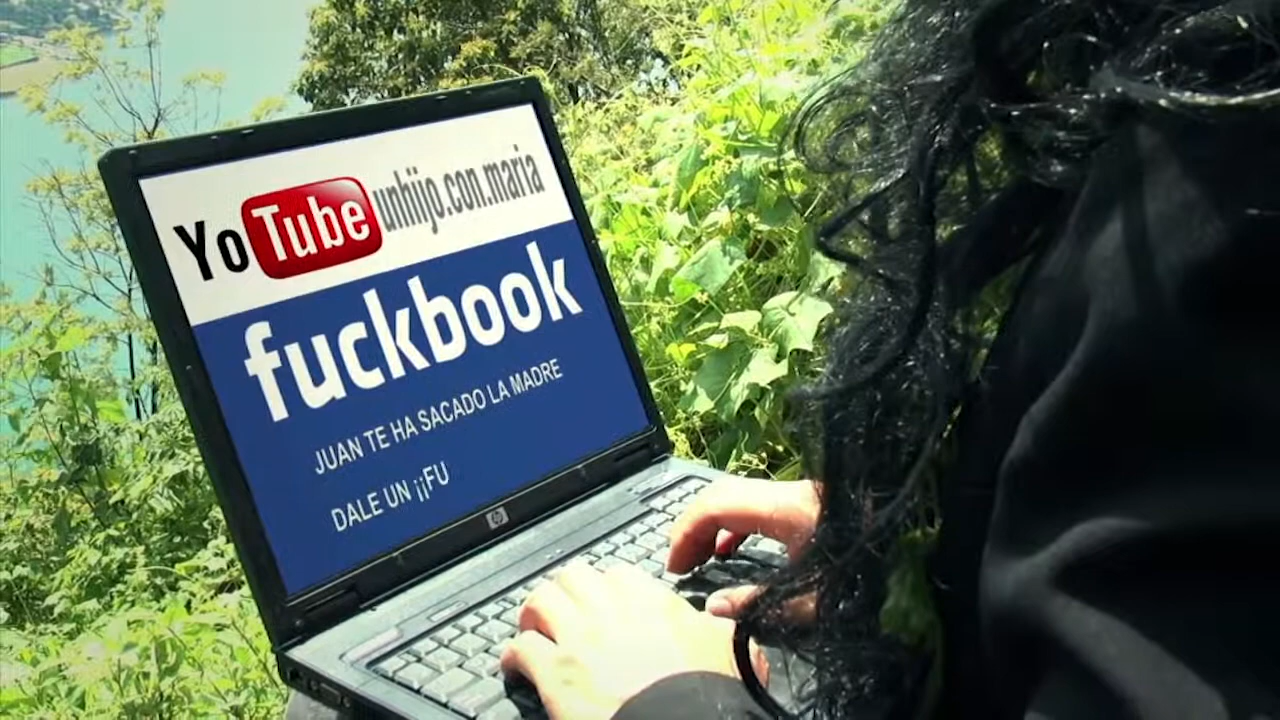 YouTube unhijo.con.maria
fuckbook
JUAN TE HA SACADO LA MADRE
DALE UN ¡¡FU
hp